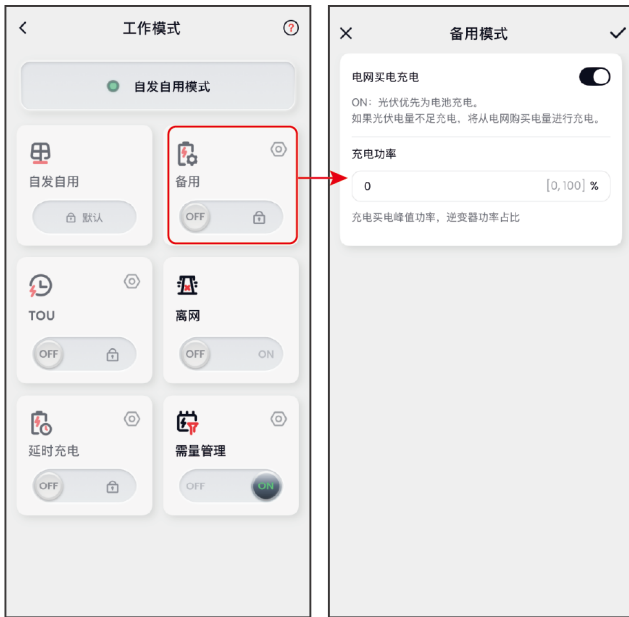 工作模式
?
自发自用模式
自发自用
默认
备用
OFF
TOU
OFF
离网
OFF ON
延时充电
OFF
需量管理
OFF ON
备用模式
电网买电充电
ON：光伏优先为电池充电。
如果光伏电量不足充电，将从电网购买电量进行充电。
充电功率
0 [0,100] %
充电买电峰值功率，逆变器功率占比